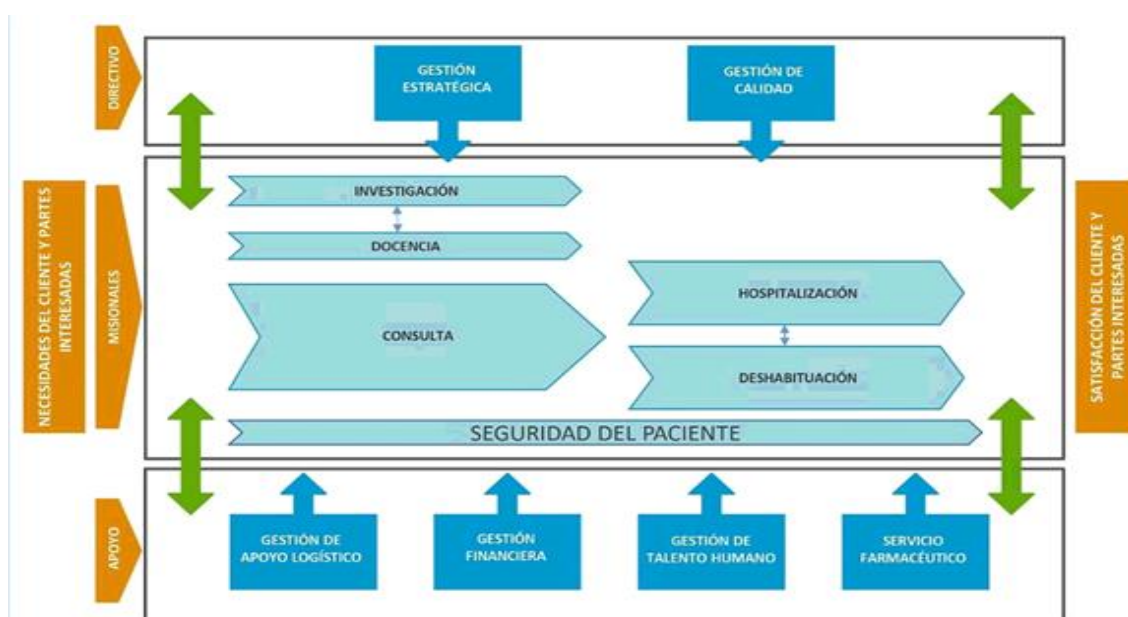 DIRECTIVO
GESTIÓN
ESTRATÉGICA
GESTIÓN DE
CALIDAD
NECESIDADES DEL CLIENTE Y PARTES
INTERESADAS
MISIONALES
INVESTIGACIÓN
DOCENCIA
CONSULTA
HOSPITALIZACIÓN
DESHABITUACIÓN
SEGURIDAD DEL PACIENTE
SATISFACCIÓN DEL CLIENTE Y
PARTES INTERESADAS
APOYO
GESTIÓN DE
APOYO LOGÍSTICO
GESTIÓN
FINANCIERA
GESTIÓN DE
TALENTO HUMANO
SERVICIO
FARMACÉUTICO